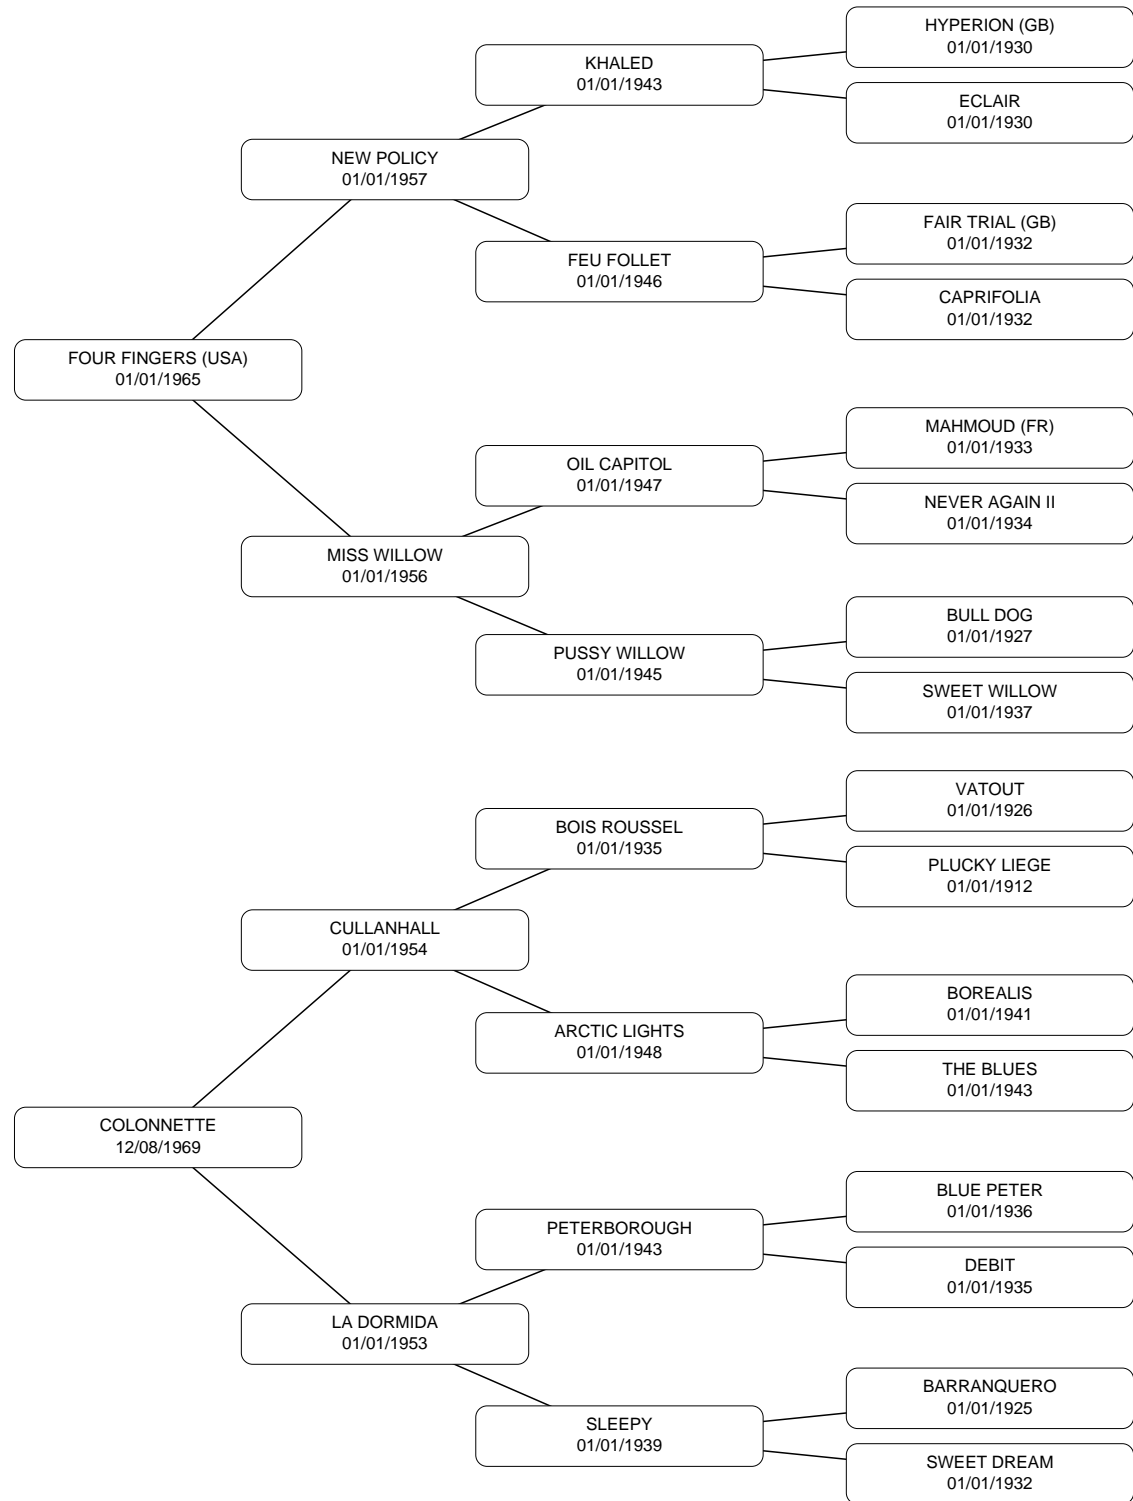 HYPERION (GB)
01/01/1930
KHALED
01/01/1943
ECLAIR
01/01/1930
NEW POLICY
01/01/1957
FAIR TRIAL (GB)
01/01/1932
FEU FOLLET
01/01/1946
CAPRIFOLIA
01/01/1932
FOUR FINGERS (USA)
01/01/1965
MAHMOUD (FR)
01/01/1933
OIL CAPITOL
01/01/1947
NEVER AGAIN II
01/01/1934
MISS WILLOW
01/01/1956
BULL DOG
01/01/1927
PUSSY WILLOW
01/01/1945
SWEET WILLOW
01/01/1937
VATOUT
01/01/1926
BOIS ROUSSEL
01/01/1935
PLUCKY LIEGE
01/01/1912
CULLANHALL
01/01/1954
BOREALIS
01/01/1941
ARCTIC LIGHTS
01/01/1948
THE BLUES
01/01/1943
COLONNETTE
12/08/1969
BLUE PETER
01/01/1936
PETERBOROUGH
01/01/1943
DEBIT
01/01/1935
LA DORMIDA
01/01/1953
BARRANQUERO
01/01/1925
SLEEPY
01/01/1939
SWEET DREAM
01/01/1932